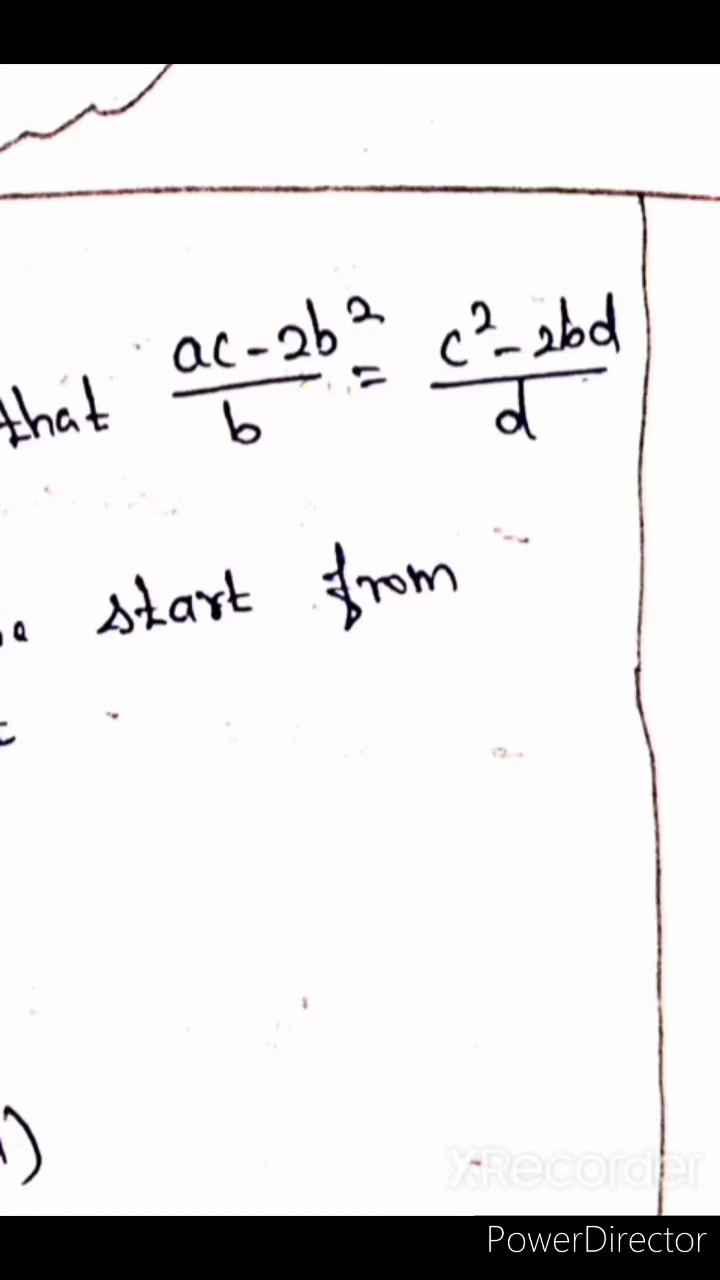 that ac-2b²/b = c²-2bd/d
start from
XRecorder
PowerDirector